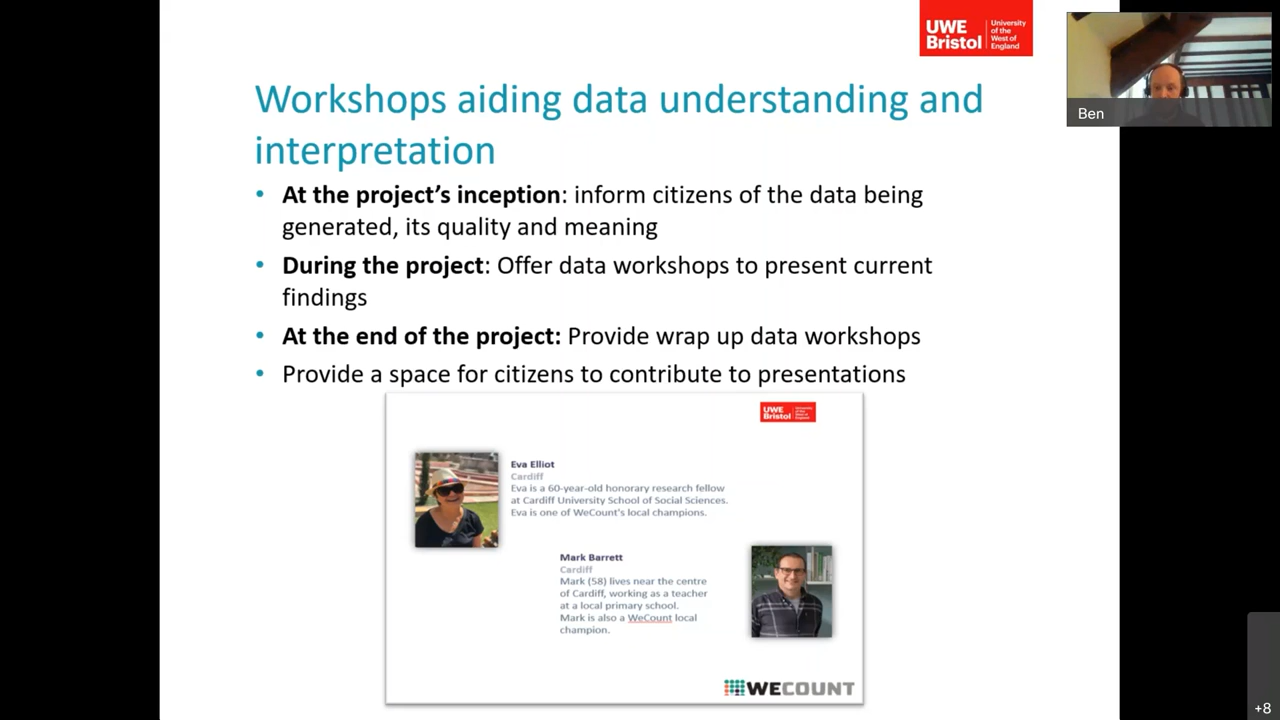 UWE
Bristol
University
of the
West of
England
Ben
Workshops aiding data understanding and
interpretation
• At the project's inception: inform citizens of the data being
generated, its quality and meaning
• During the project: Offer data workshops to present current
findings
• At the end of the project: Provide wrap up data workshops
• Provide a space for citizens to contribute to presentations
UWE
Bristol
Eva Elliot
Cardiff
Eva is a 60-year-old honorary research fellow
at Cardiff University School of Social Sciences.
Eva is one of WeCount's local champions.
Mark Barrett
Cardiff
Mark (58) lives near the centre
of Cardiff, working as a teacher
at a local primary school.
Mark is also a WeCount local
champion.
WECOUNT
+8